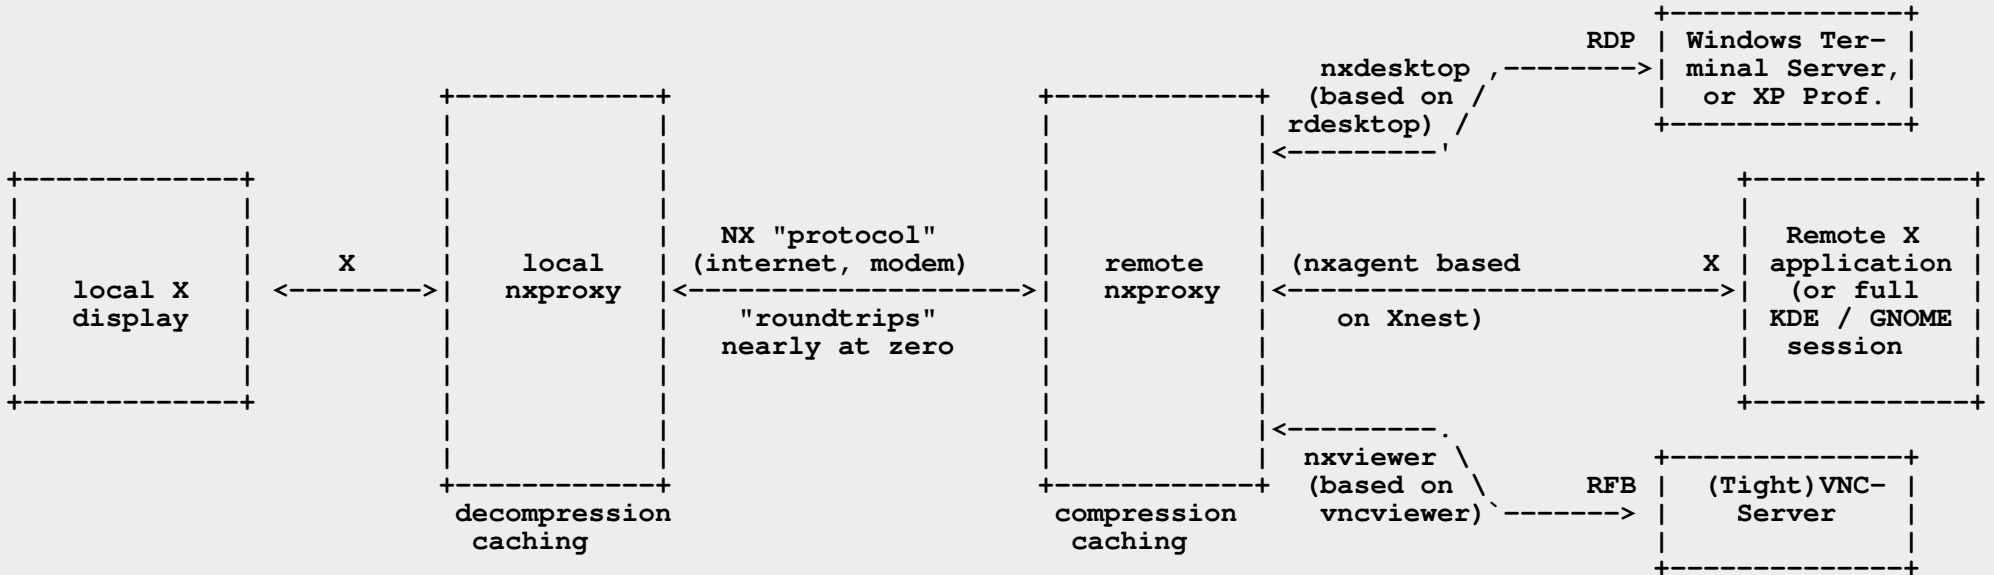 RDP
Windows Ter-
minal Server,
or XP Prof.
nxdesktop
(based on
rdesktop)
local X
display
X
local
nxproxy
decompression
caching
NX "protocol"
(internet, modem)
"roundtrips"
nearly at zero
remote
nxproxy
compression
caching
(nxagent based
on Xnest)
X
Remote X
application
(or full
KDE / GNOME
session
nxviewer
(based on
vncviewer)
RFB
(Tight)VNC-
Server